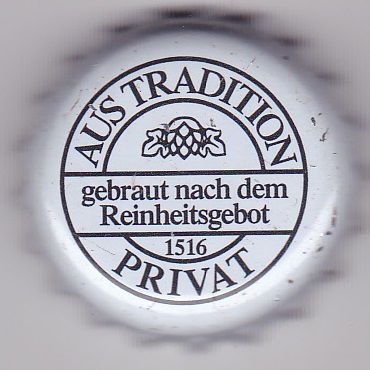 AUS TRADITION
gebraut nach dem
Reinheitsgebot
1516
PRIVAT